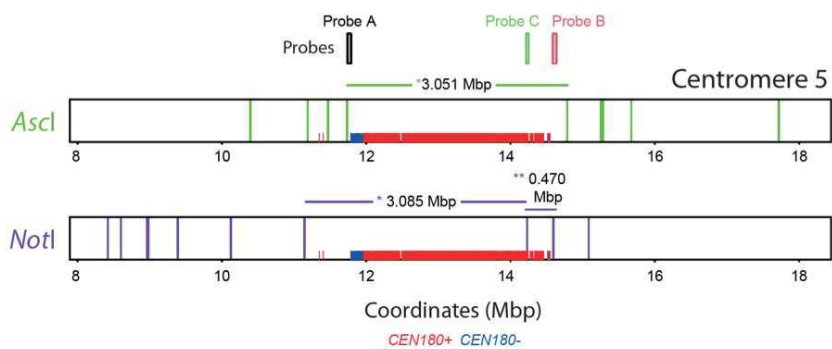 Probe A Probe C Probe B
Probes
*3.051 Mbp Centromere 5
AscI
8 10 12 14 16 18
** 0.470
* 3.085 Mbp Mbp
NotI
8 10 12 14 16 18
Coordinates (Mbp)
CEN180+ CEN180-